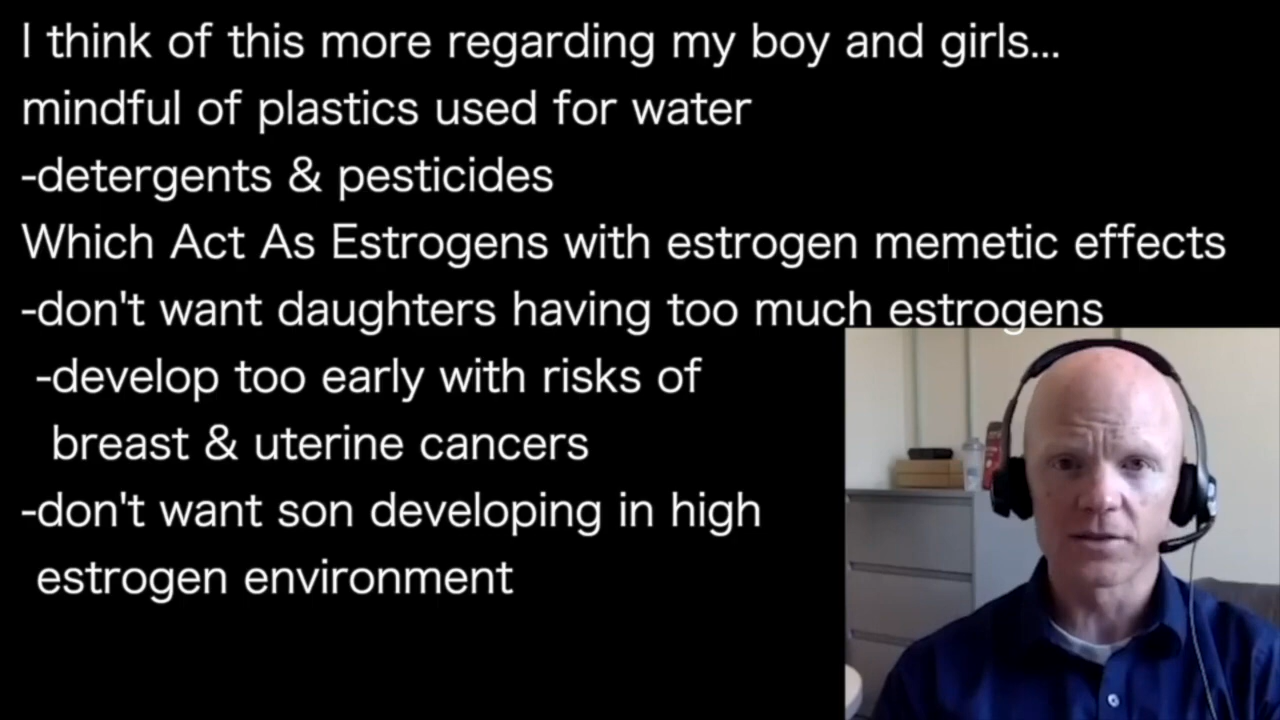 I think of this more regarding my boy and girls...
mindful of plastics used for water
-detergents & pesticides
Which Act As Estrogens with estrogen memetic effects
-don't want daughters having too much estrogens
-develop too early with risks of
breast & uterine cancers
-don't want son developing in high
estrogen environment